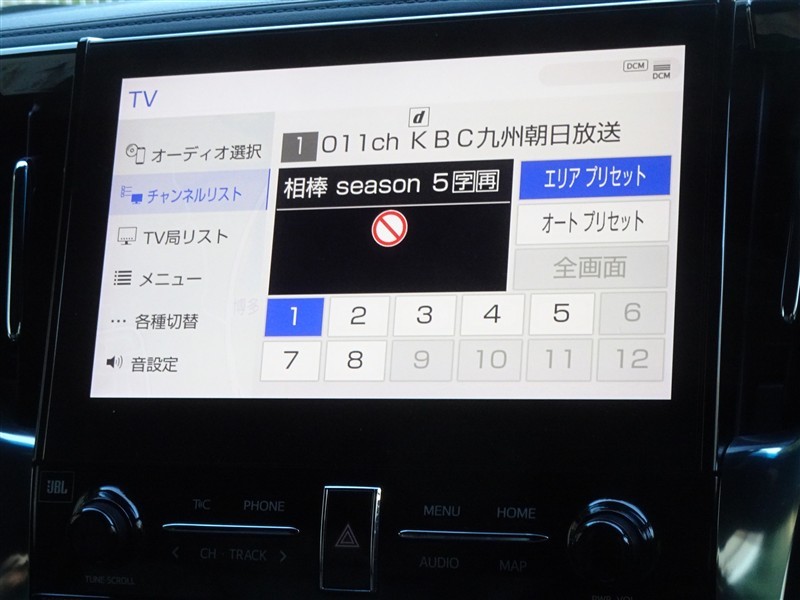 DCM
DCM
TV
d
1 011ch KBC九州朝日放送
相棒 season 5字再
オーディオ選択
チャンネルリスト
TV局リスト
メニュー
各種切替
音設定
エリア プリセット
オート プリセット
全画面
1 2 3 4 5 6
7 8 9 10 11 12
JBL
PHONE
MENU HOME
< CH · TRACK >
AUDIO MAP
TUNE·SCROLL